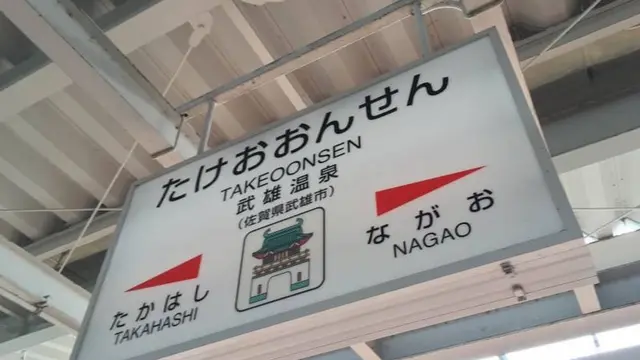 たけおおんせん
TAKEOONSEN
武雄温泉
(佐賀県武雄市)
たかはし
TAKAHASHI
ながお
NAGAO